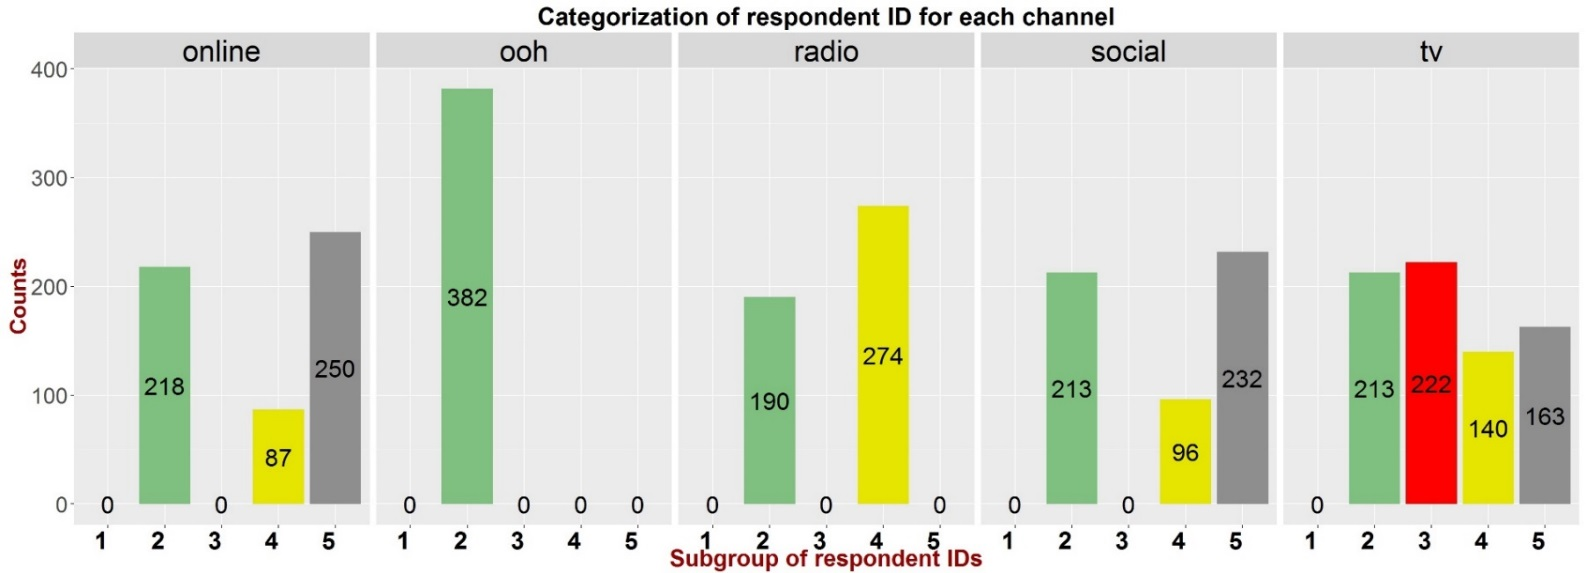 Categorization of respondent ID for each channel
online ooh radio social tv
Counts
400
300
200
100
0
0 218 0 87 250
0 382 0 0 0
0 190 0 274 0
0 213 0 96 232
0 213 222 140 163
1 2 3 4 5 1 2 3 4 5 1 2 3 4 5 1 2 3 4 5 1 2 3 4 5
Subgroup of respondent IDs